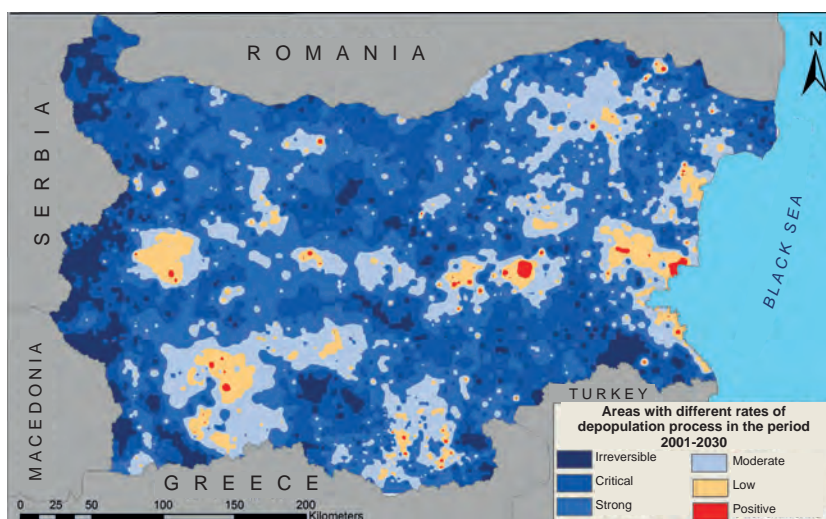 ROMANIA
N
SERBIA
BLACK SEA
MACEDONIA
TURKEY
GREECE
Areas with different rates of
depopulation process in the period
2001-2030
Irreversible
Critical
Strong
Moderate
Low
Positive
0 25 50 100 150 200
Kilometers